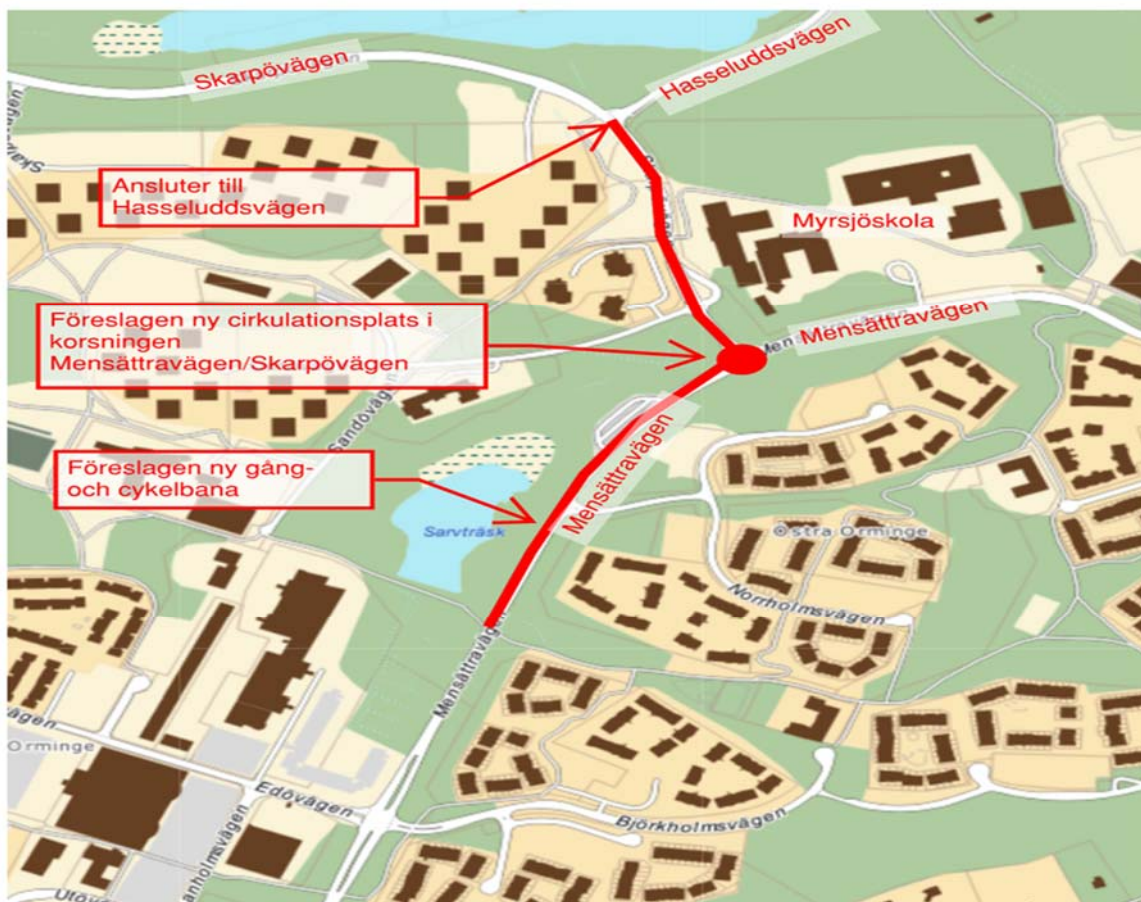 Skarpövägen
Hasseluddsvägen
Ansluter till
Hasseluddsvägen
Myrsjöskola
Föreslagen ny cirkulationsplats i
korsningen
Mensättravägen/Skarpövägen
Mensättravägen
Sandövägen
Föreslagen ny gång-
och cykelbana
Mensättravägen
Sarvträsk
Östra Orminge
Norrholmsvägen
Mensättravägen
Orminge
Edövägen
Björkholmsvägen